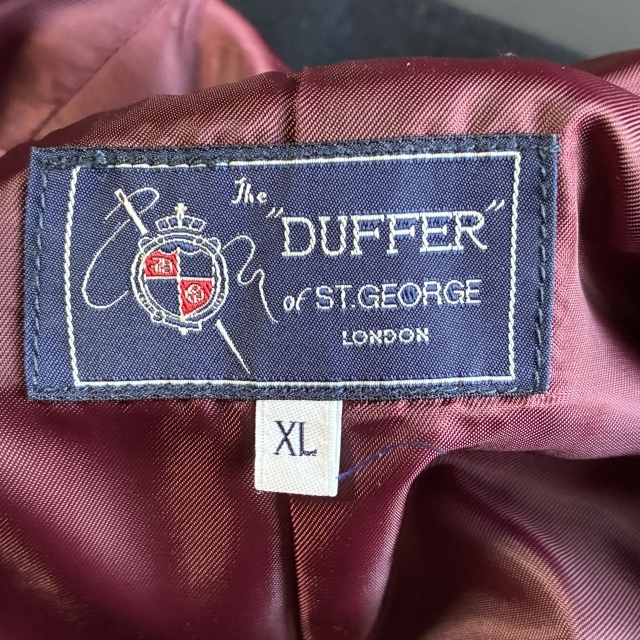 The
"DUFFER"
of ST.GEORGE
LONDON
XL